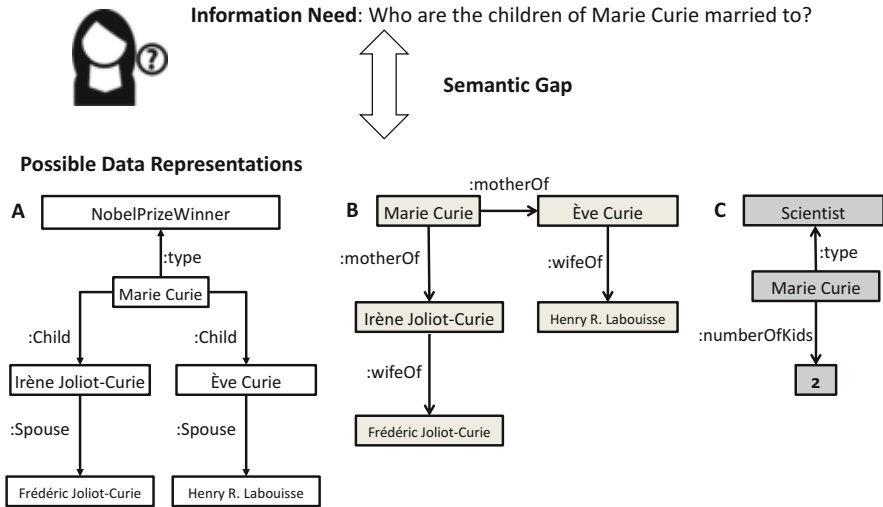 Information Need: Who are the children of Marie Curie married to?
?
Semantic Gap
Possible Data Representations
A
NobelPrizeWinner
:type
Marie Curie
:Child
:Child
Irène Joliot-Curie
Ève Curie
:Spouse
:Spouse
Frédéric Joliot-Curie
Henry R. Labouisse
B
:motherOf
Marie Curie
Ève Curie
:motherOf
:wifeOf
Irène Joliot-Curie
Henry R. Labouisse
:wifeOf
Frédéric Joliot-Curie
C
Scientist
:type
Marie Curie
:numberOfKids
2